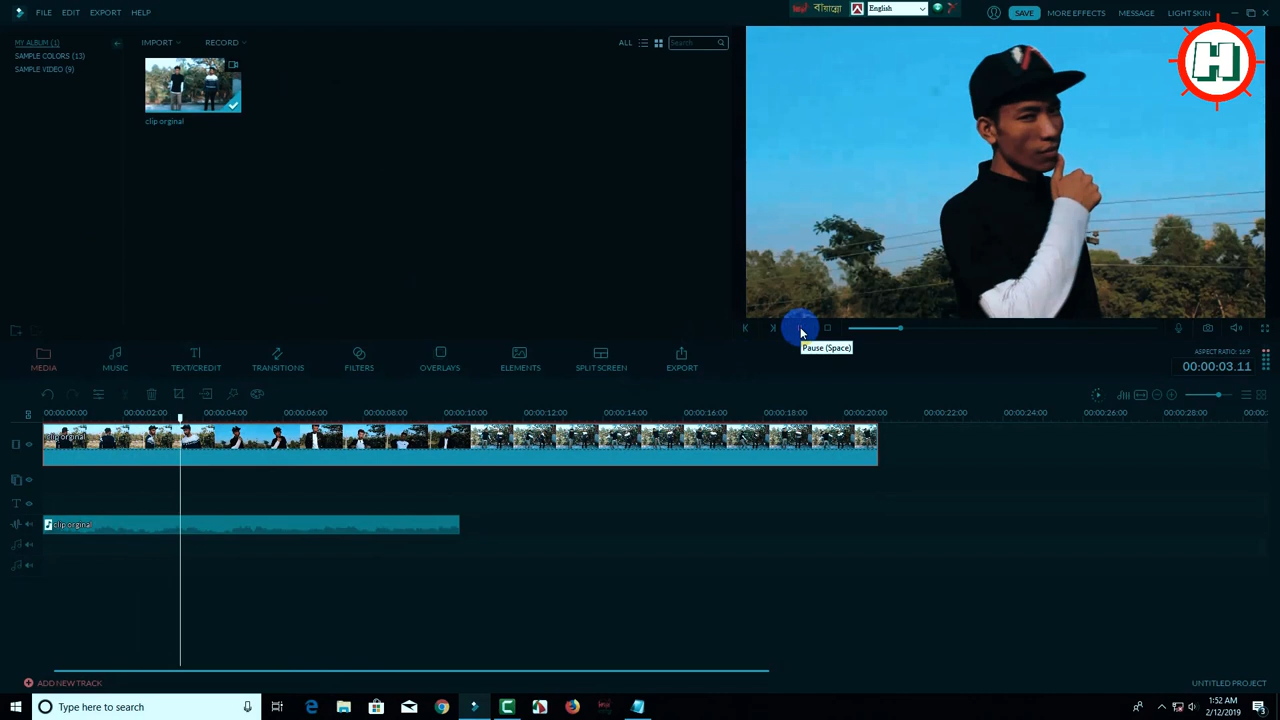 FILE EDIT EXPORT HELP
বায়ান্নো English
SAVE MORE EFFECTS MESSAGE LIGHT SKIN
H
MY ALBUM (1)
SAMPLE COLORS (13)
SAMPLE VIDEO (9)
IMPORT RECORD ALL Search
clip orginal
Pause (Space)
ASPECT RATIO: 16:9
00:00:03.11
MEDIA MUSIC TEXT/CREDIT TRANSITIONS FILTERS OVERLAYS ELEMENTS SPLIT SCREEN EXPORT
00:00:00:00 00:00:02:00 00:00:04:00 00:00:06:00 00:00:08:00 00:00:10:00 00:00:12:00 00:00:14:00 00:00:16:00 00:00:18:00 00:00:20:00 00:00:22:00 00:00:24:00 00:00:26:00 00:00:28:00 00:00:
clip orginal
T
clip orginal
ADD NEW TRACK UNTITLED PROJECT
Type here to search
1:52 AM
2/12/2019